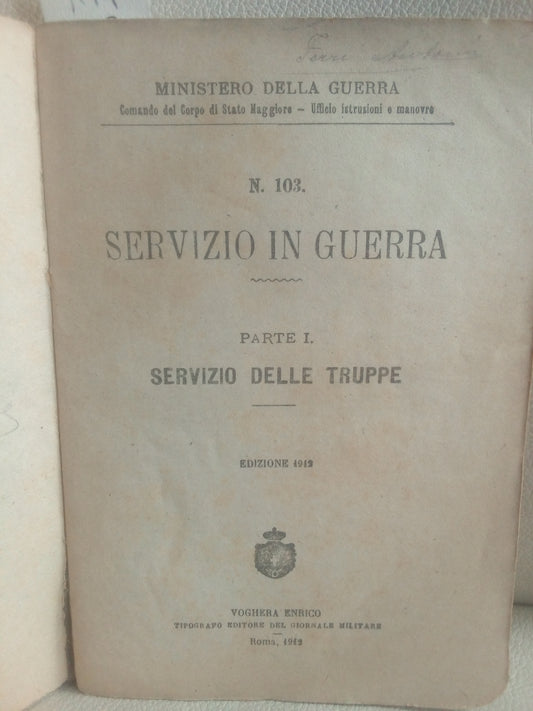 Ferri
MINISTERO DELLA GUERRA
Comando del Corpo di Stato Maggiore – Ufficio istruzioni e manovre
N. 103.
SERVIZIO IN GUERRA
PARTE I.
SERVIZIO DELLE TRUPPE
EDIZIONE 1912
VOGHERA ENRICO
TIPOGRAFO EDITORE DEL GIORNALE MILITARE
Roma, 1912